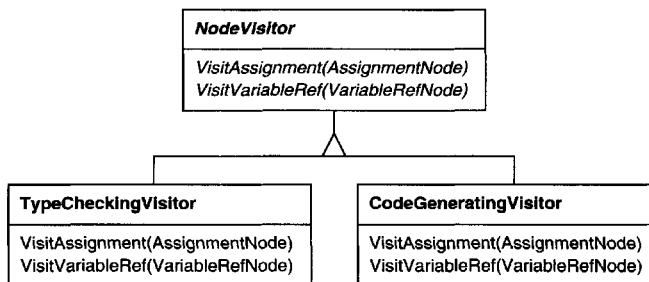 NodeVisitor
VisitAssignment(AssignmentNode)
VisitVariableRef(VariableRefNode)
TypeCheckingVisitor
VisitAssignment(AssignmentNode)
VisitVariableRef(VariableRefNode)
CodeGeneratingVisitor
VisitAssignment(AssignmentNode)
VisitVariableRef(VariableRefNode)